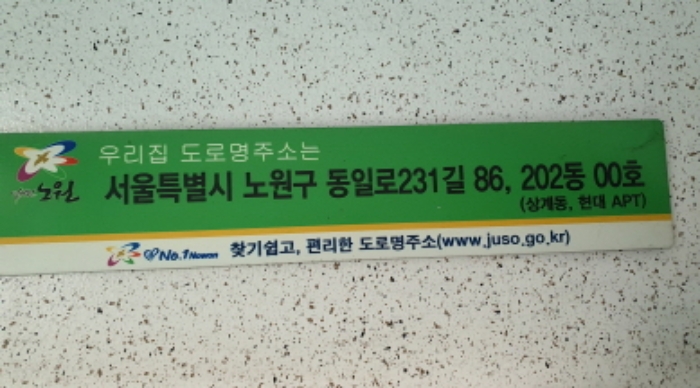 노원
우리집 도로명주소는
서울특별시 노원구 동일로231길 86, 202동 00호
(상계동, 현대 APT)
No.1 Nowon 찾기쉽고, 편리한 도로명주소(www.juso.go.kr)